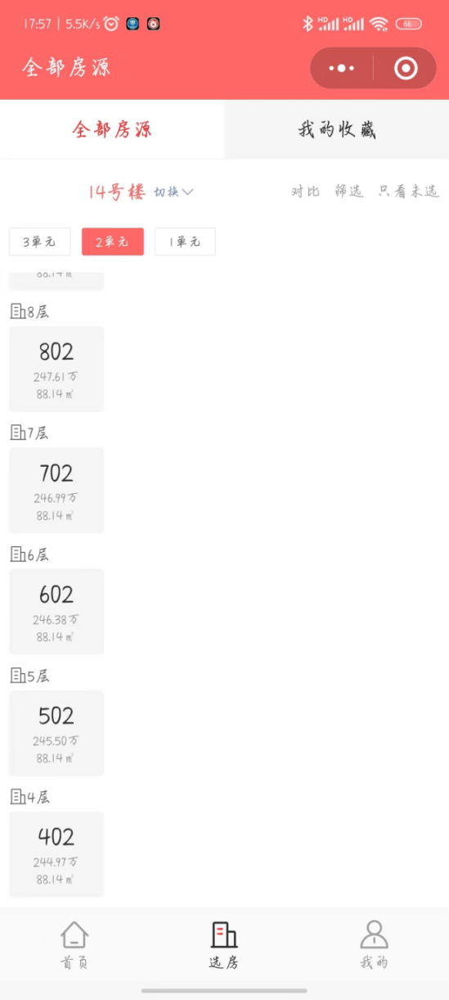 17:57 | 5.5K/s HD HD 66
全部房源
全部房源 我的收藏
14号楼 切换 对比 筛选 只看未选
3单元 2单元 1单元
88.14㎡
8层
802
247.61万
88.14㎡
7层
702
246.99万
88.14㎡
6层
602
246.38万
88.14㎡
5层
502
245.50万
88.14㎡
4层
402
244.97万
88.14㎡
首页 选房 我的